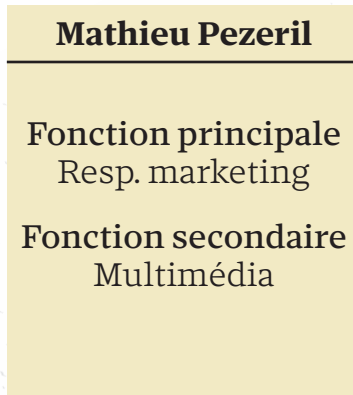 Mathieu Pezeril
Fonction principale
Resp. marketing
Fonction secondaire
Multimédia